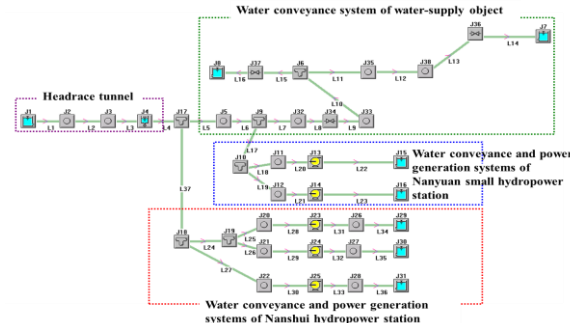 Water conveyance system of water-supply object
J36
J7
L14
J8
J37
J6
J35
J38
L13
L16
L15
L11
L12
Headrace tunnel
L10
J1
J2
J3
J4
J17
J5
J9
J32
J34
J33
L1
L2
L3
L4
L5
L6
L7
L8
L9
L17
Water conveyance and power
generation systems of
Nanyuan small hydropower
station
J10
J11
J13
J15
L18
L20
L22
L19
J12
J14
J16
L21
L23
L37
J18
J19
J20
J23
J26
J29
L24
L25
L28
L31
L34
L26
J21
J24
J27
J30
L27
L29
L32
L35
J22
J25
J28
J31
L30
L33
L36
Water conveyance and power generation
systems of Nanshui hydropower station